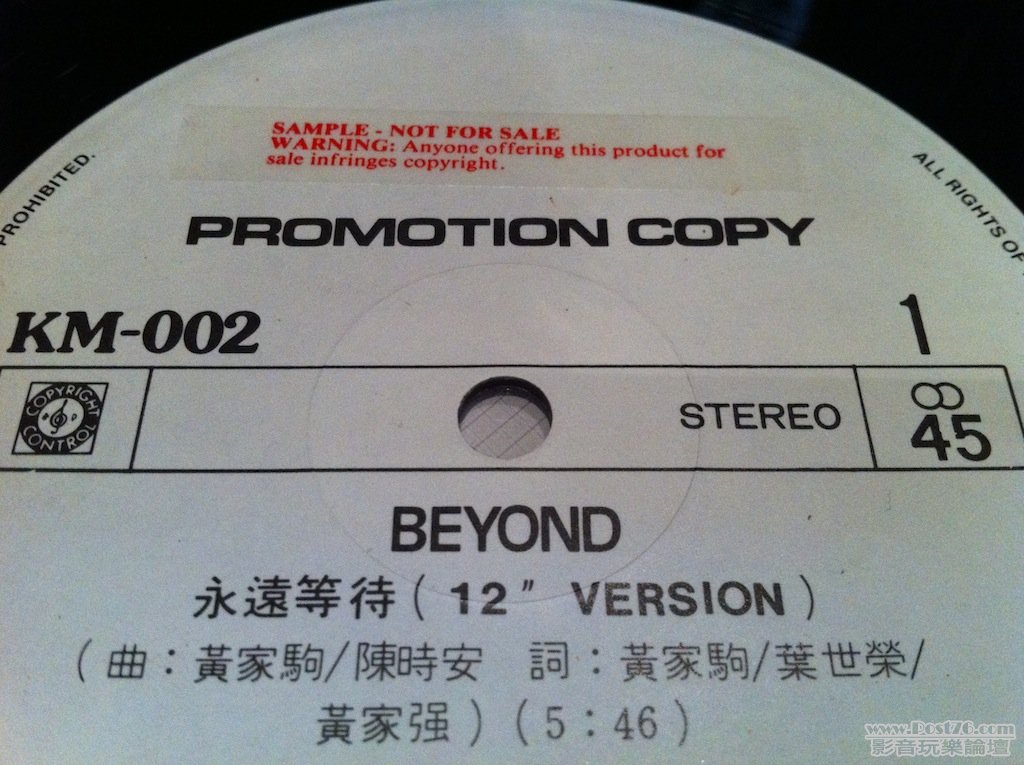 SAMPLE - NOT FOR SALE
WARNING: Anyone offering this product for
sale infringes copyright.
PROHIBITED.
ALL RIGHTS OF
PROMOTION COPY
KM-002
1
COPYRIGHT
CONTROL
STEREO
45
BEYOND
永遠等待(12" VERSION)
(曲:黃家駒/陳時安 詞:黃家駒/葉世榮/
黃家强)(5:46)
www.Post76.com
影音玩樂論壇